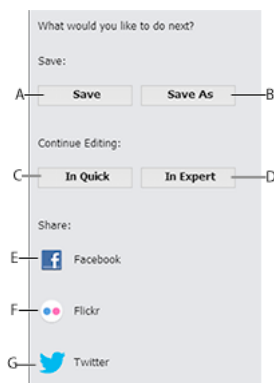 What would you like to do next?
Save:
A Save Save As B
Continue Editing:
C In Quick In Expert D
Share:
E f Facebook
F Flickr
G Twitter